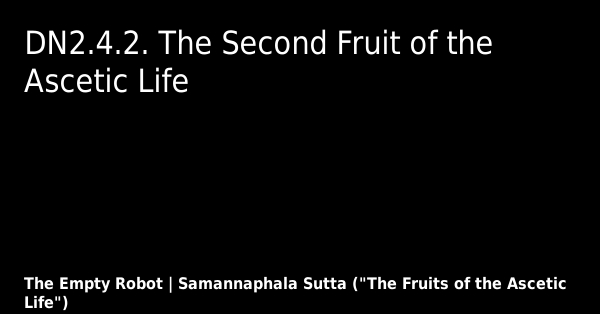 DN2.4.2. The Second Fruit of the
Ascetic Life
The Empty Robot | Samannaphala Sutta ("The Fruits of the Ascetic
Life")